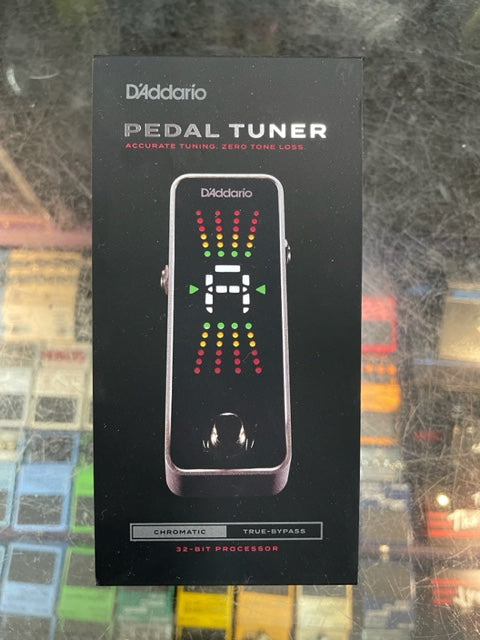 D'Addario
PEDAL TUNER
ACCURATE TUNING. ZERO TONE LOSS.
D'Addario
A
CHROMATIC TRUE-BYPASS
32-BIT PROCESSOR